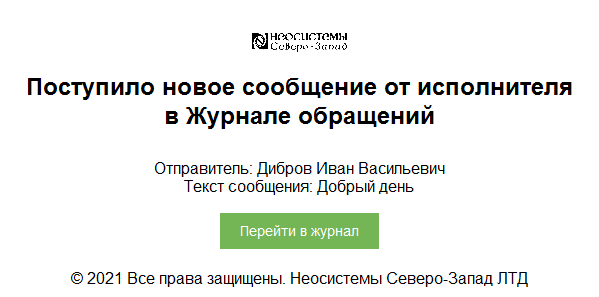 неосистемы
Северо-Запад
Поступило новое сообщение от исполнителя
в Журнале обращений
Отправитель: Дибров Иван Васильевич
Текст сообщения: Добрый день
Перейти в журнал
© 2021 Все права защищены. Неосистемы Северо-Запад ЛТД